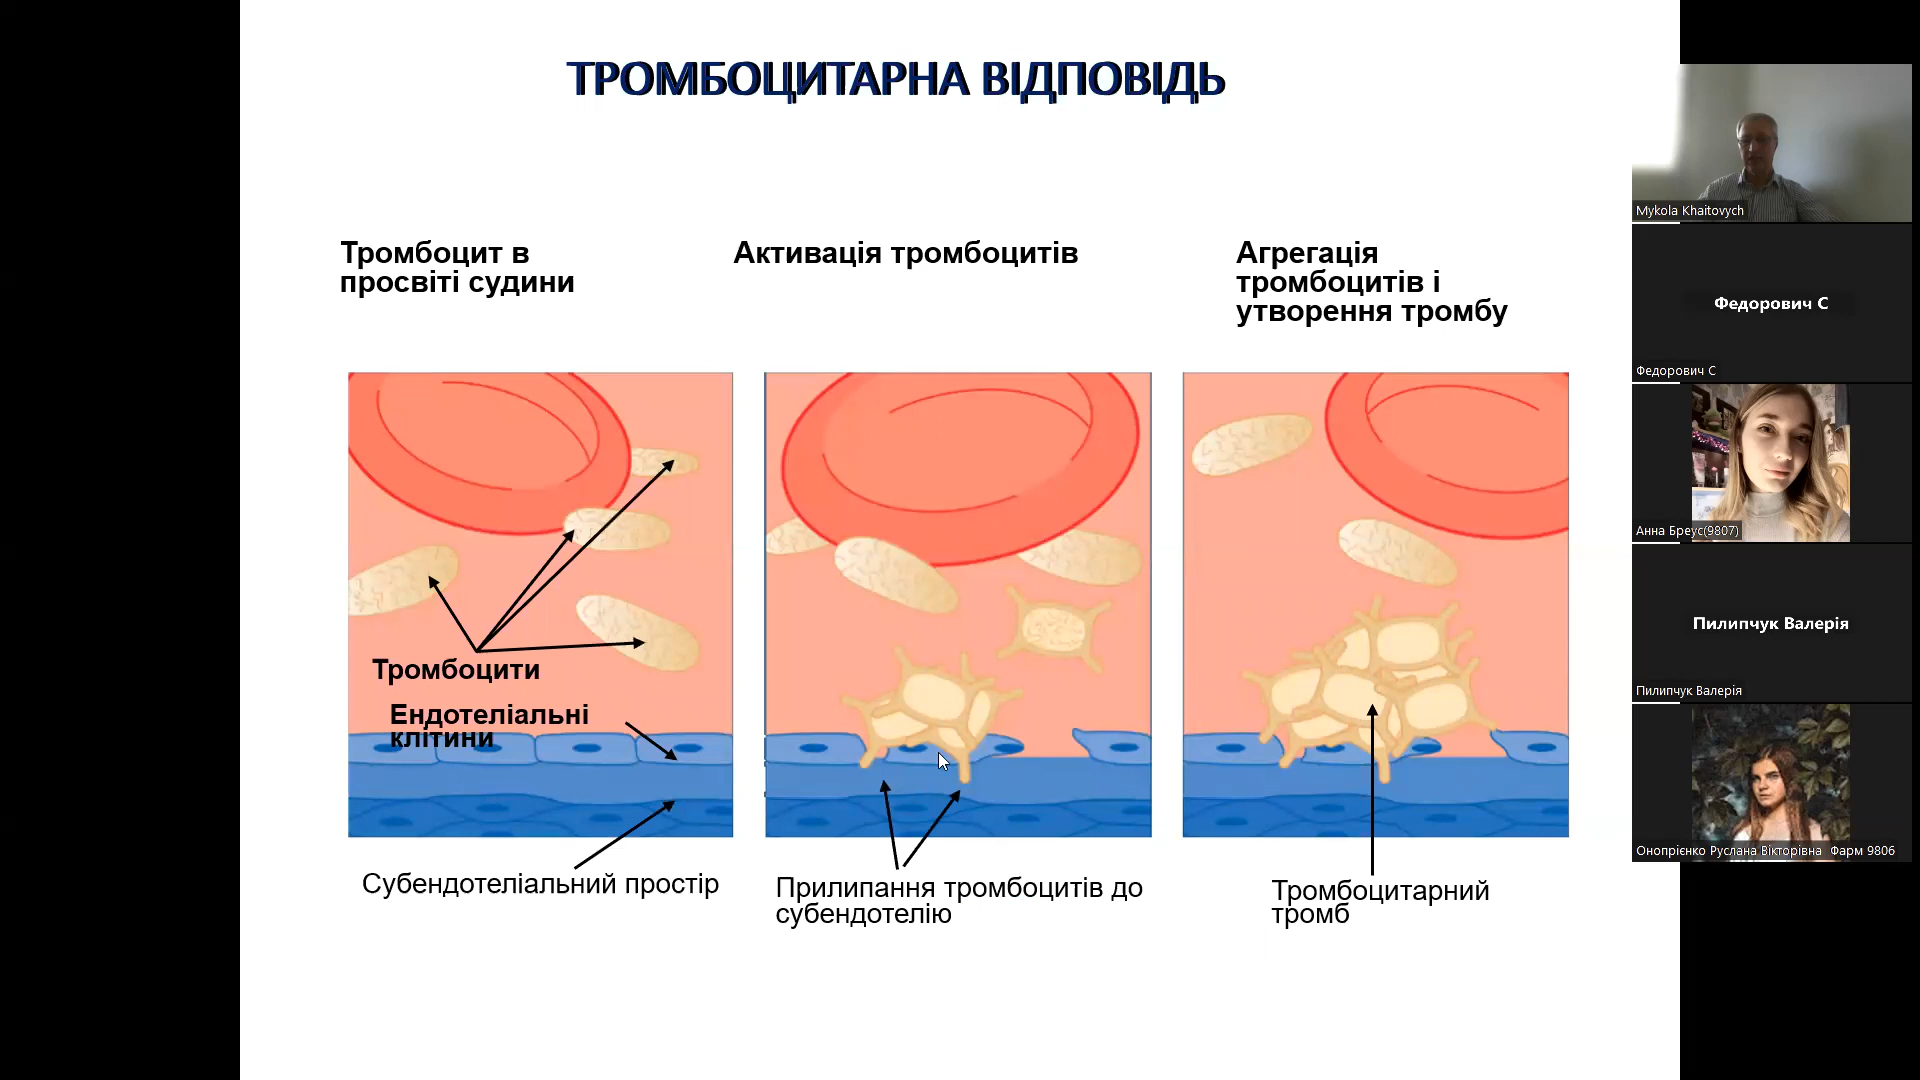 ТРОМБОЦИТАРНА ВІДПОВІДЬ
Тромбоцит в
просвіті судини
Активація тромбоцитів
Агрегація
тромбоцитів і
утворення тромбу
Тромбоцити
Ендотеліальні
клітини
Субендотеліальний простір
Прилипання тромбоцитів до
субендотелію
Тромбоцитарний
тромб
Mykola Khaitovych
Федорович С
Федорович С
Анна Бреус(9807)
Пилипчук Валерія
Пилипчук Валерія
Онопрієнко Руслана Вікторівна Фарм 9806